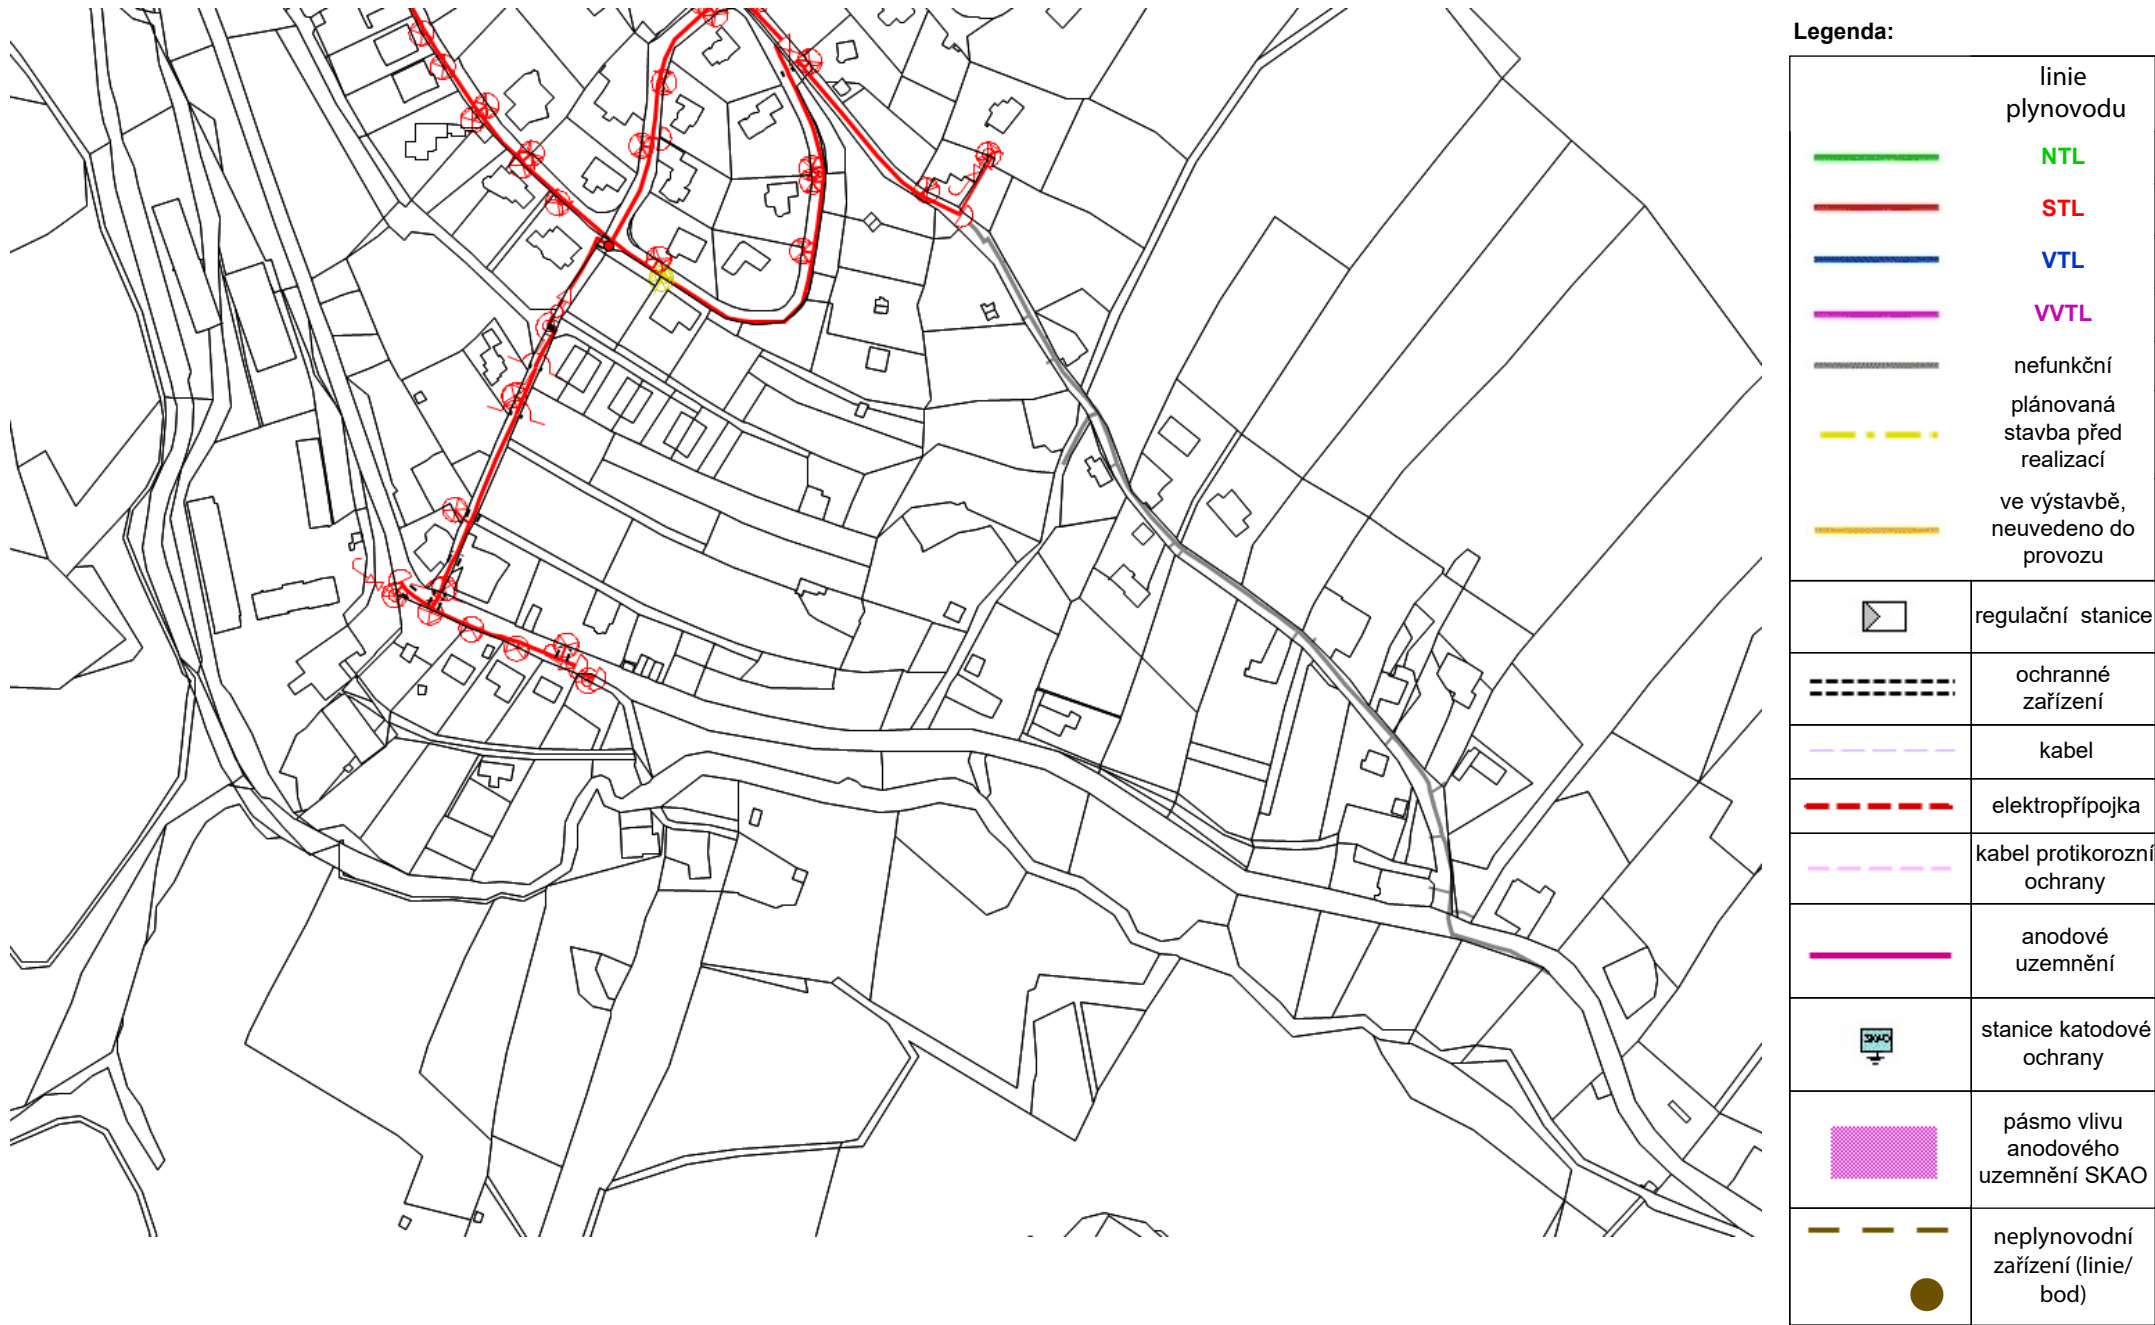 Legenda:
linie
plynovodu
NTL
STL
VTL
VVTL
nefunkční
plánovaná
stavba před
realizací
ve výstavbě,
neuvedeno do
provozu
regulační stanice
ochranné
zařízení
kabel
elektropřípojka
kabel protikorozní
ochrany
anodové
uzemnění
SKAO
stanice katodové
ochrany
pásmo vlivu
anodového
uzemnění SKAO
neplynovodní
zařízení (linie/
bod)